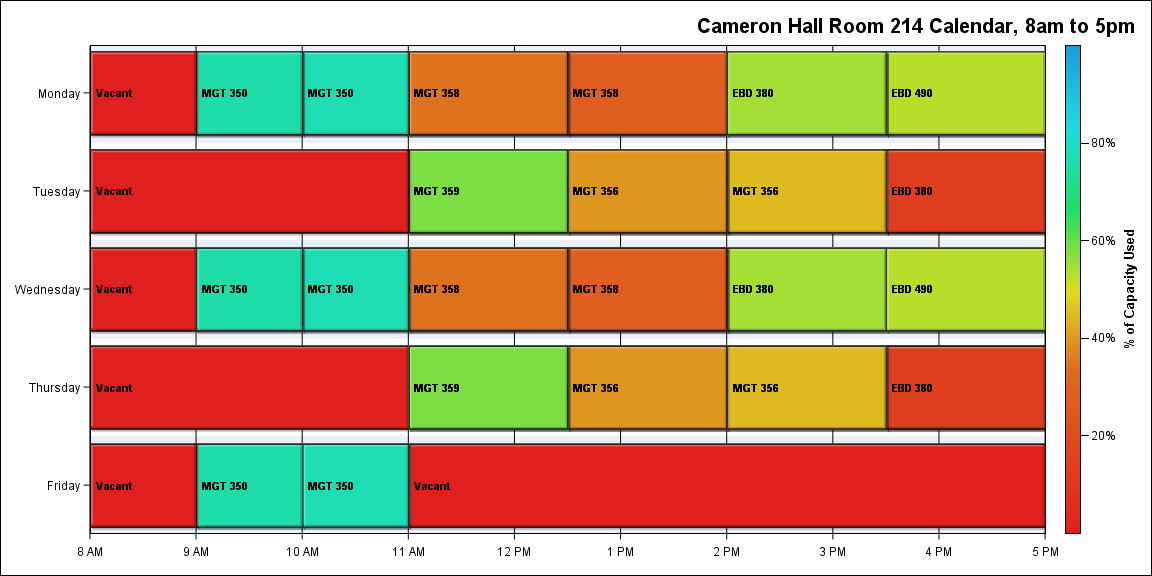 Cameron Hall Room 214 Calendar, 8am to 5pm
Monday
Vacant
MGT 350
MGT 350
MGT 358
MGT 358
EBD 380
EBD 490
Tuesday
Vacant
MGT 359
MGT 356
MGT 356
EBD 380
Wednesday
Vacant
MGT 350
MGT 350
MGT 358
MGT 358
EBD 380
EBD 490
Thursday
Vacant
MGT 359
MGT 356
MGT 356
EBD 380
Friday
Vacant
MGT 350
MGT 350
Vacant
8 AM
9 AM
10 AM
11 AM
12 PM
1 PM
2 PM
3 PM
4 PM
5 PM
80%
60%
40%
20%
% of Capacity Used